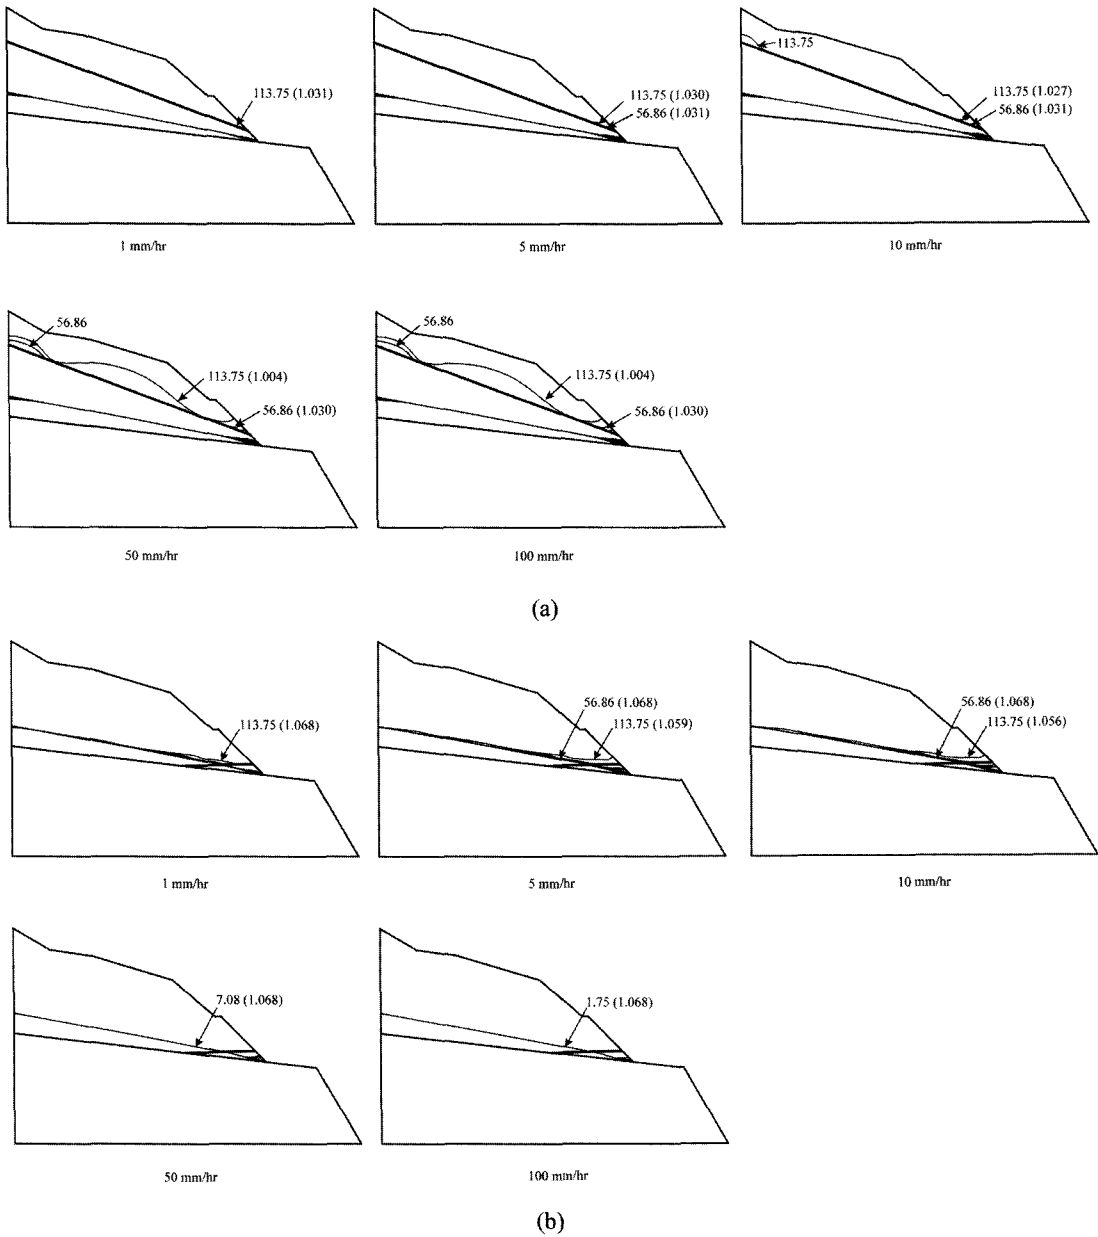 113.75 (1.031)
1 mm/hr
113.75 (1.030)
56.86 (1.031)
5 mm/hr
113.75
113.75 (1.027)
56.86 (1.031)
10 mm/hr
56.86
113.75 (1.004)
56.86 (1.030)
50 mm/hr
56.86
113.75 (1.004)
56.86 (1.030)
100 mm/hr
(a)
113.75 (1.068)
1 mm/hr
56.86 (1.068)
113.75 (1.059)
5 mm/hr
56.86 (1.068)
113.75 (1.056)
10 mm/hr
7.08 (1.068)
50 mm/hr
1.75 (1.068)
100 mm/hr
(b)